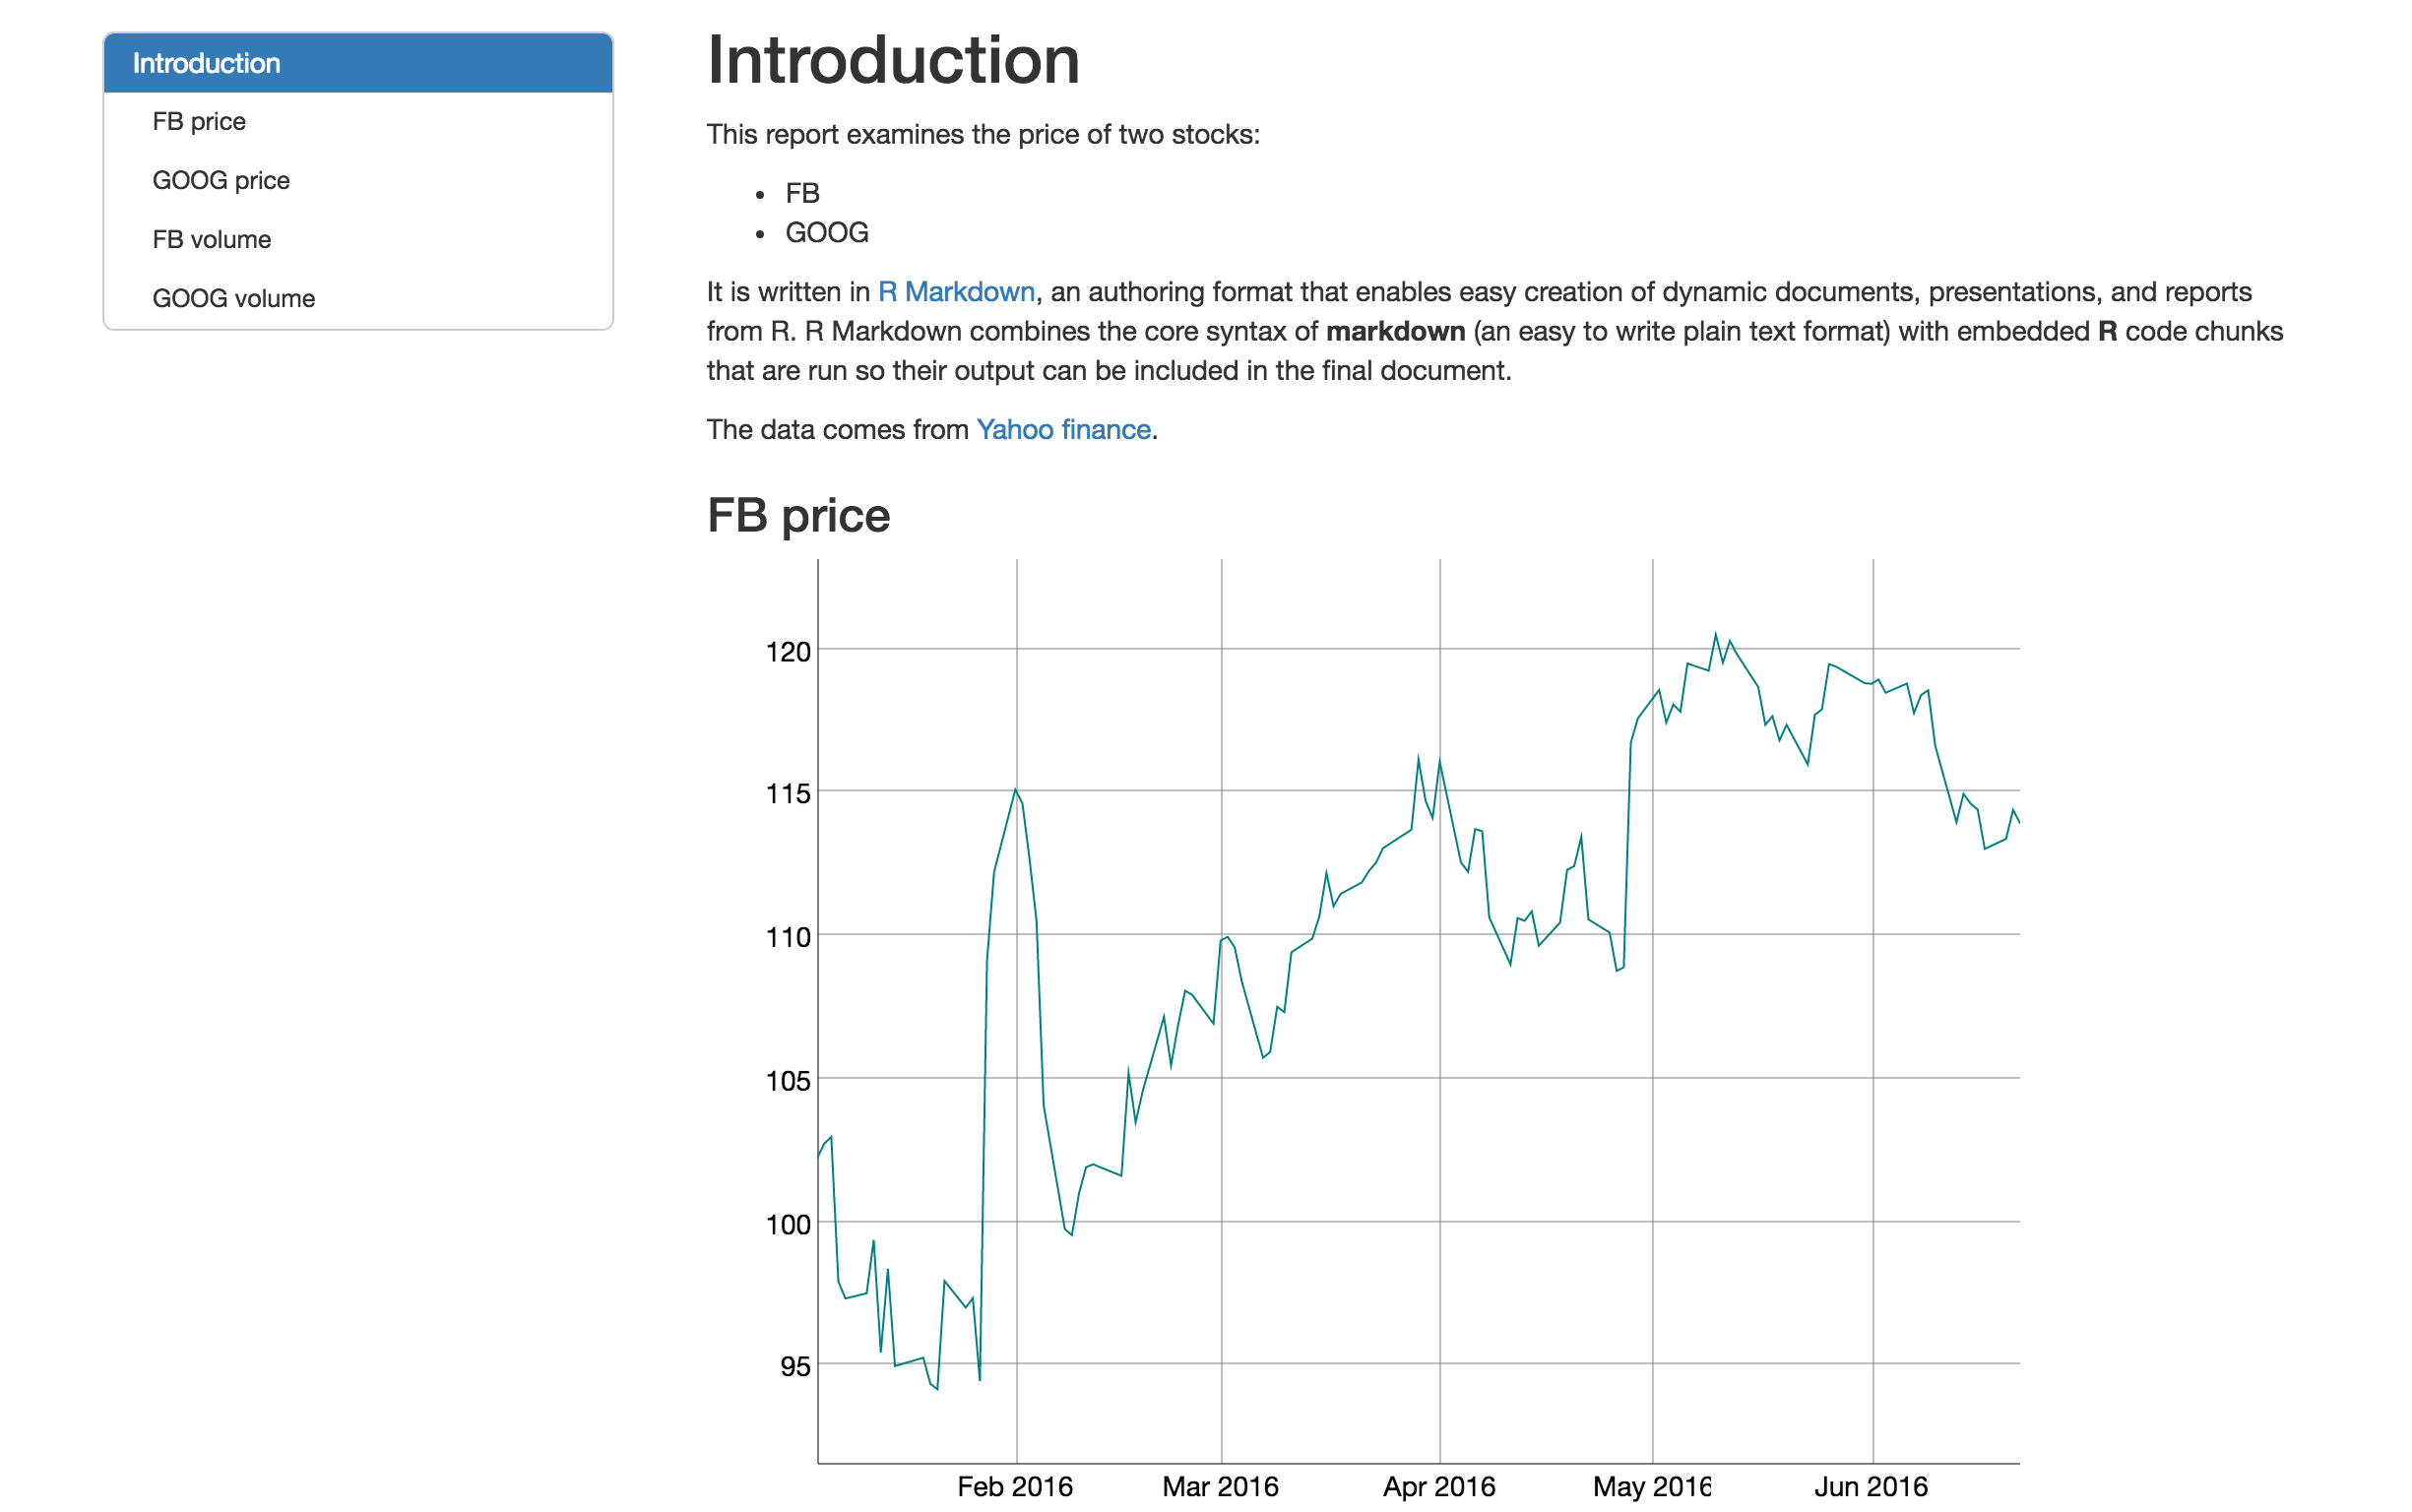 Introduction
FB price
GOOG price
FB volume
GOOG volume
Introduction
This report examines the price of two stocks:
• FB
• GOOG
It is written in R Markdown, an authoring format that enables easy creation of dynamic documents, presentations, and reports
from R. R Markdown combines the core syntax of markdown (an easy to write plain text format) with embedded R code chunks
that are run so their output can be included in the final document.
The data comes from Yahoo finance.
FB price
120
115
110
105
100
95
Feb 2016 Mar 2016 Apr 2016 May 2016 Jun 2016